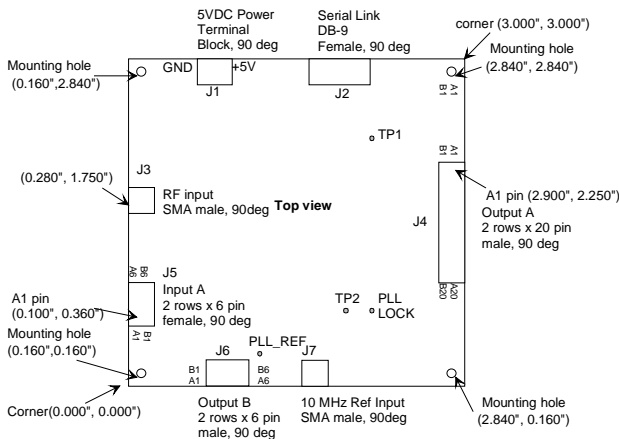 5VDC Power
Terminal
Block, 90 deg
Serial Link
DB-9
Female, 90 deg
corner (3.000", 3.000")
Mounting hole
(0.160",2.840")
GND
+5V
J1
J2
Mounting hole
(2.840", 2.840")
B1
A1
TP1
B1
A1
J3
(0.280", 1.750")
RF input
SMA male, 90deg
Top view
J4
A1 pin (2.900", 2.250")
Output A
2 rows x 20 pin
male, 90 deg
A6
B6
J5
Input A
2 rows x 6 pin
female, 90 deg
A1 pin
(0.100", 0.360")
A1
B1
B20
A20
TP2
PLL
LOCK
Mounting hole
(0.160",0.160")
PLL_REF
J6
J7
B1
A1
B6
A6
Corner(0.000", 0.000")
Output B
2 rows x 6 pin
male, 90 deg
10 MHz Ref Input
SMA male, 90deg
Mounting hole
(2.840", 0.160")